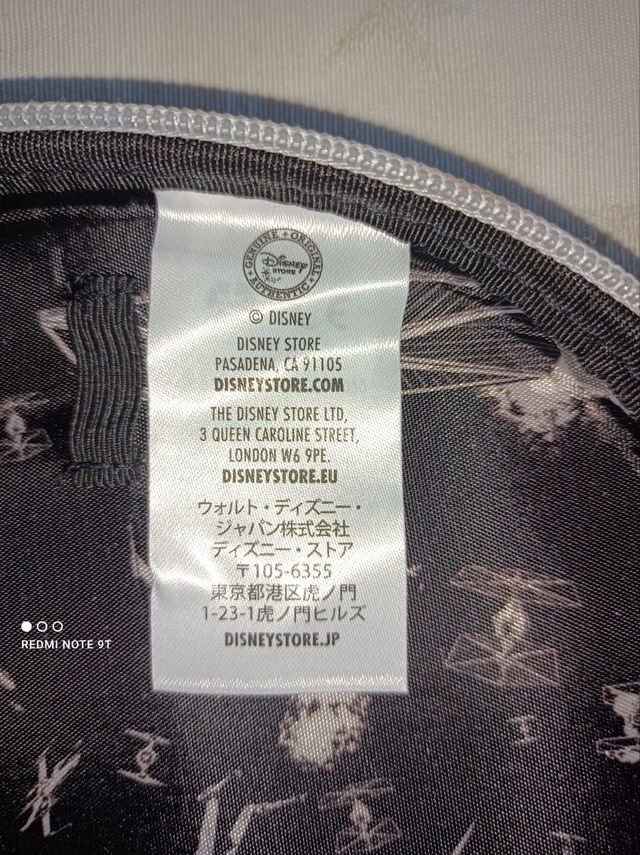 GENUINE • ORIGINAL
Disney
STORE
AUTHENTIC
© DISNEY
DISNEY STORE
PASADENA, CA 91105
DISNEYSTORE.COM
THE DISNEY STORE LTD,
3 QUEEN CAROLINE STREET,
LONDON W6 9PE.
DISNEYSTORE.EU
ウォルト・ディズニー・
ジャパン株式会社
ディズニー・ストア
〒105-6355
東京都港区虎ノ門
1-23-1虎ノ門ヒルズ
DISNEYSTORE.JP
REDMI NOTE 9T